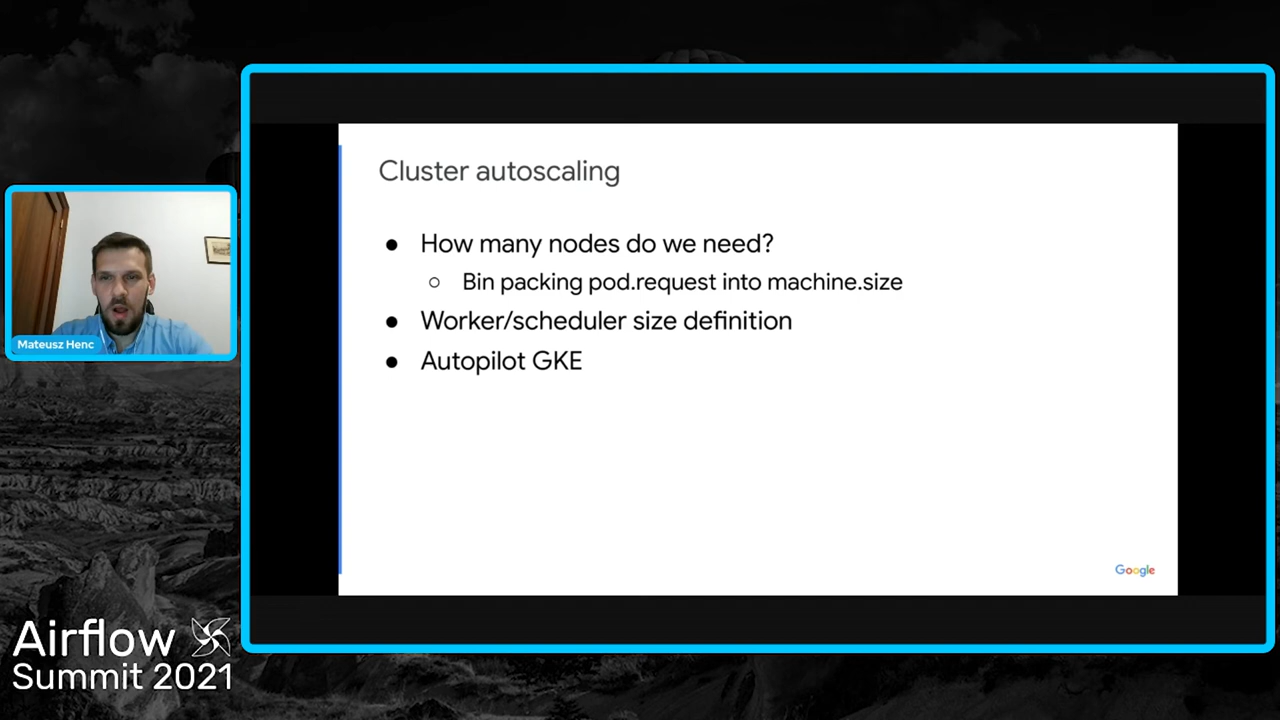 Cluster autoscaling
● How many nodes do we need?
○ Bin packing pod.request into machine.size
● Worker/scheduler size definition
● Autopilot GKE
Google
Mateusz Henc
Airflow
Summit 2021